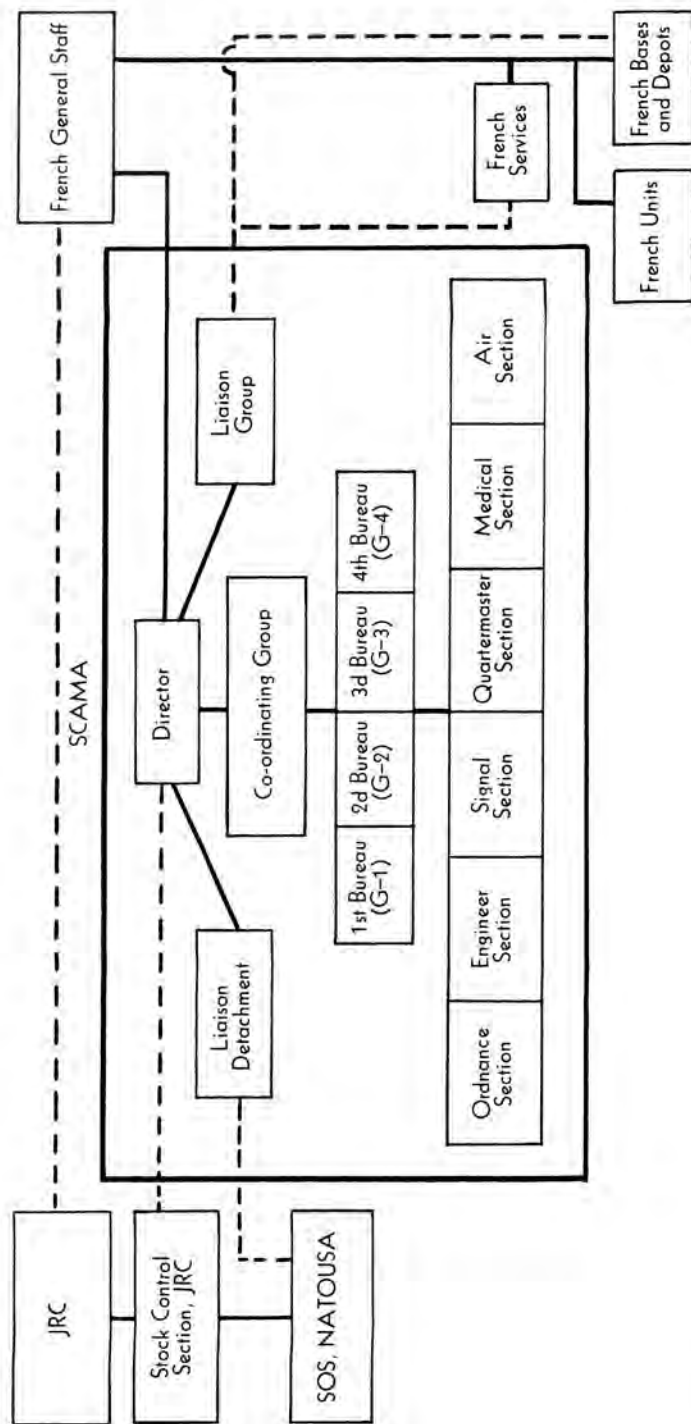 JRC
French General Staff
SCAMA
Stock Control
Section, JRC
Director
SOS, NATOUSA
Liaison
Detachment
Co-ordinating Group
Liaison
Group
1st Bureau
(G-1)
2d Bureau
(G-2)
3d Bureau
(G-3)
4th Bureau
(G-4)
French
Services
Ordnance
Section
Engineer
Section
Signal
Section
Quartermaster
Section
Medical
Section
Air
Section
French Units
French Bases
and Depots